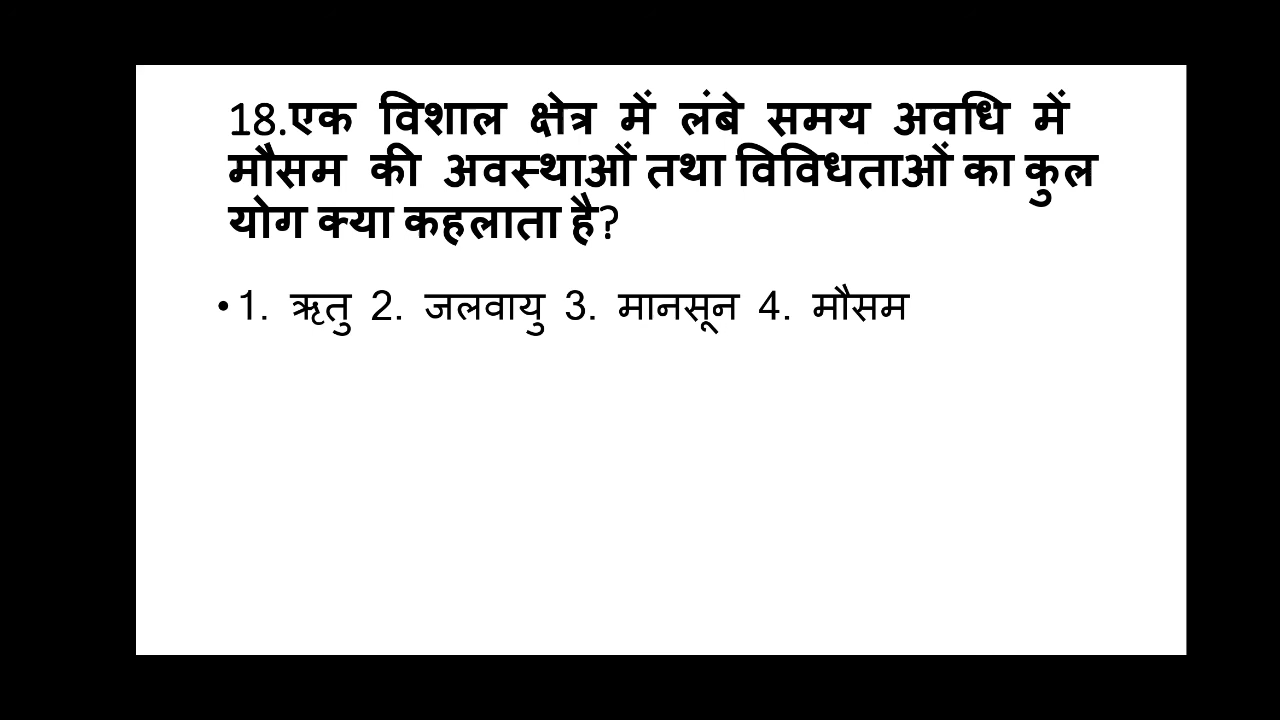 18.एक विशाल क्षेत्र में लंबे समय अवधि में
मौसम की अवस्थाओं तथा विविधताओं का कुल
योग क्या कहलाता है?
• 1. ऋतु 2. जलवायु 3. मानसून 4. मौसम